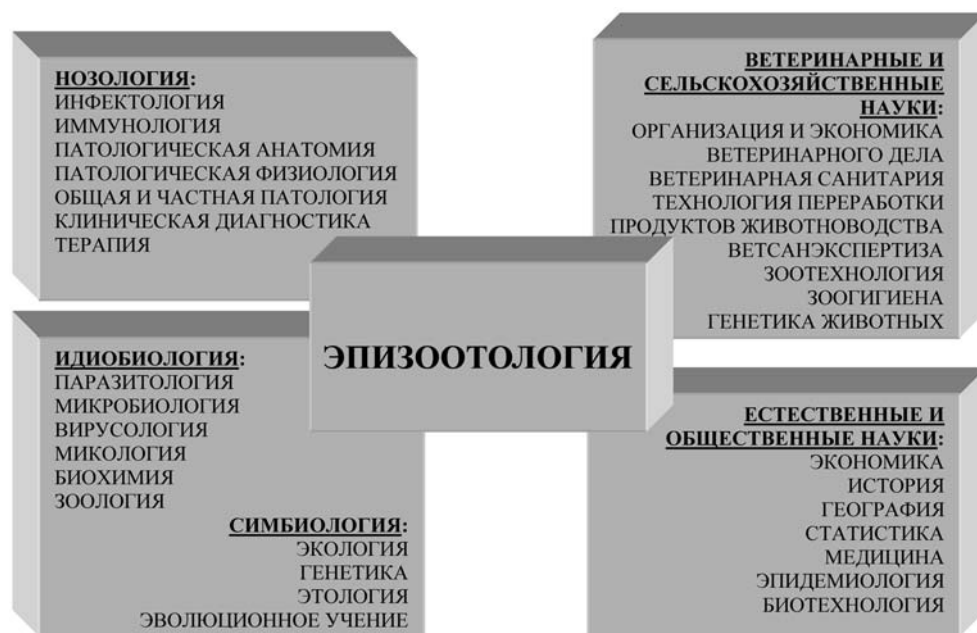 НОЗОЛОГИЯ:
ИНФЕКТОЛОГИЯ
ИММУНОЛОГИЯ
ПАТОЛОГИЧЕСКАЯ АНАТОМИЯ
ПАТОЛОГИЧЕСКАЯ ФИЗИОЛОГИЯ
ОБЩАЯ И ЧАСТНАЯ ПАТОЛОГИЯ
КЛИНИЧЕСКАЯ ДИАГНОСТИКА
ТЕРАПИЯ
ВЕТЕРИНАРНЫЕ И
СЕЛЬСКОХОЗЯЙСТВЕННЫЕ
НАУКИ:
ОРГАНИЗАЦИЯ И ЭКОНОМИКА
ВЕТЕРИНАРНОГО ДЕЛА
ВЕТЕРИНАРНАЯ САНИТАРИЯ
ТЕХНОЛОГИЯ ПЕРЕРАБОТКИ
ПРОДУКТОВ ЖИВОТНОВОДСТВА
ВЕТСАНЭКСПЕРТИЗА
ЗООТЕХНОЛОГИЯ
ЗООГИГИЕНА
ГЕНЕТИКА ЖИВОТНЫХ
ЭПИЗООТОЛОГИЯ
ИДИОБИОЛОГИЯ:
ПАРАЗИТОЛОГИЯ
МИКРОБИОЛОГИЯ
ВИРУСОЛОГИЯ
МИКОЛОГИЯ
БИОХИМИЯ
ЗООЛОГИЯ
СИМБИОЛОГИЯ:
ЭКОЛОГИЯ
ГЕНЕТИКА
ЭТОЛОГИЯ
ЭВОЛЮЦИОННОЕ УЧЕНИЕ
ЕСТЕСТВЕННЫЕ И
ОБЩЕСТВЕННЫЕ НАУКИ:
ЭКОНОМИКА
ИСТОРИЯ
ГЕОГРАФИЯ
СТАТИСТИКА
МЕДИЦИНА
ЭПИДЕМИОЛОГИЯ
БИОТЕХНОЛОГИЯ